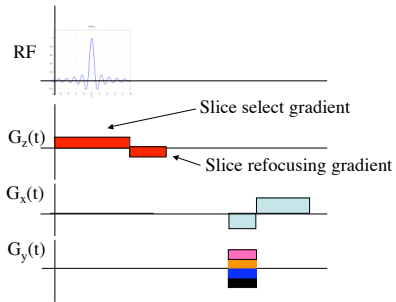 RF
Slice select gradient
Gz(t)
Slice refocusing gradient
Gx(t)
Gy(t)